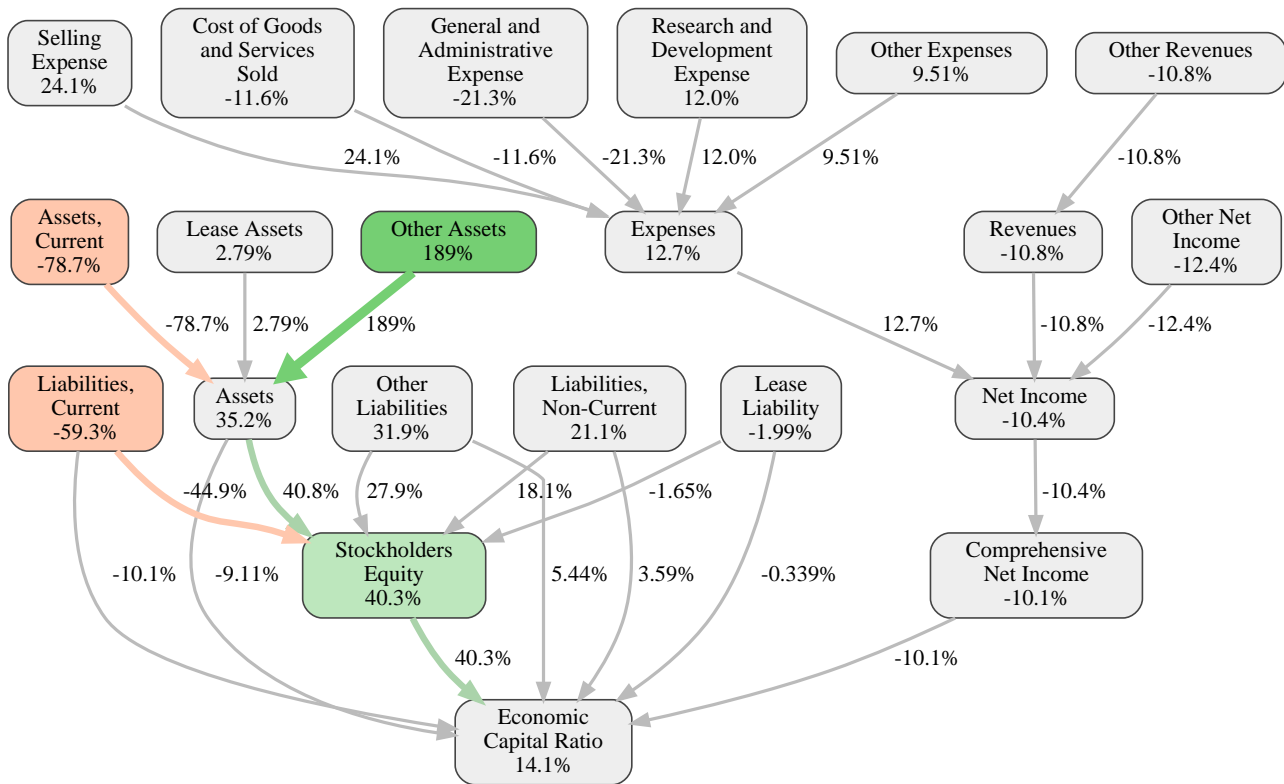 Selling
Expense
24.1%
Cost of Goods
and Services
Sold
-11.6%
General and
Administrative
Expense
-21.3%
Research and
Development
Expense
12.0%
Other Expenses
9.51%
Other Revenues
-10.8%
24.1%
-11.6%
-21.3%
12.0%
9.51%
-10.8%
Assets,
Current
-78.7%
Lease Assets
2.79%
Other Assets
189%
Expenses
12.7%
Revenues
-10.8%
Other Net
Income
-12.4%
-78.7%
2.79%
189%
12.7%
-10.8%
-12.4%
Liabilities,
Current
-59.3%
Assets
35.2%
Other
Liabilities
31.9%
Liabilities,
Non-Current
21.1%
Lease
Liability
-1.99%
Net Income
-10.4%
-44.9%
40.8%
27.9%
18.1%
-1.65%
-10.4%
-10.1%
-9.11%
Stockholders
Equity
40.3%
5.44%
3.59%
-0.339%
Comprehensive
Net Income
-10.1%
40.3%
-10.1%
Economic
Capital Ratio
14.1%